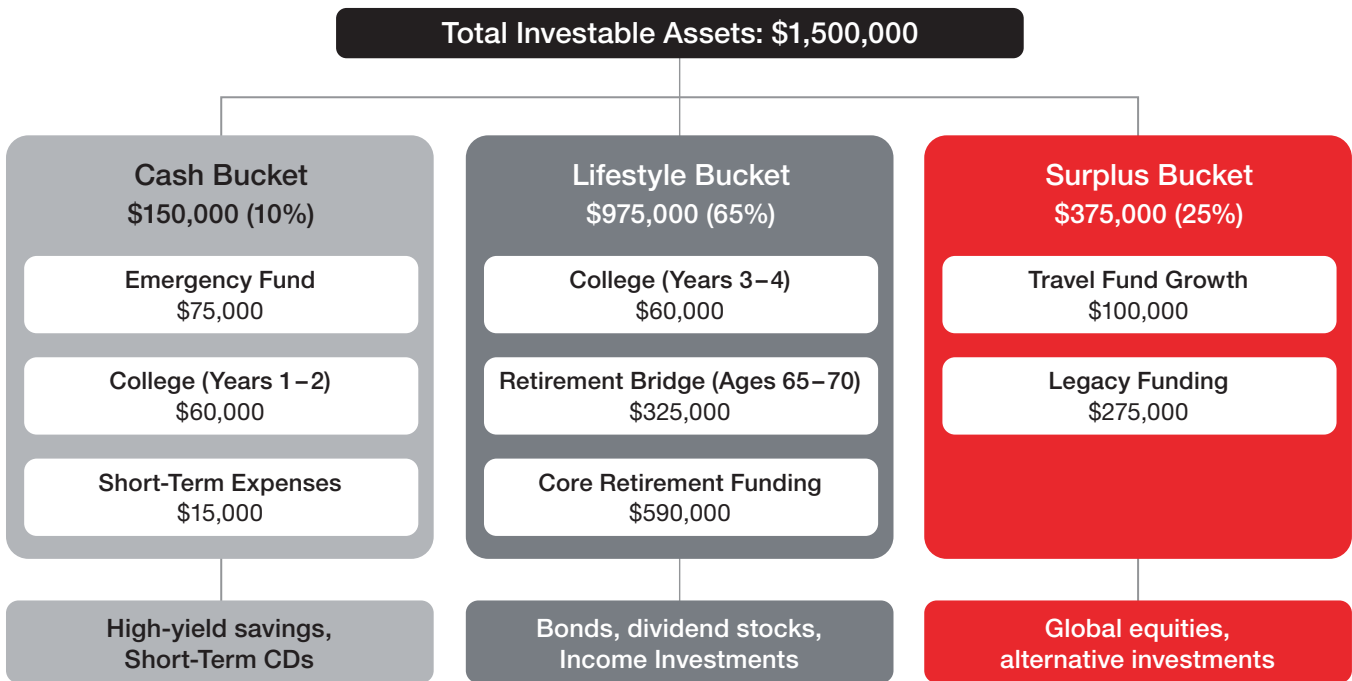 Total Investable Assets: $1,500,000
Cash Bucket
$150,000 (10%)
Emergency Fund
$75,000
College (Years 1–2)
$60,000
Short-Term Expenses
$15,000
High-yield savings,
Short-Term CDs
Lifestyle Bucket
$975,000 (65%)
College (Years 3–4)
$60,000
Retirement Bridge (Ages 65–70)
$325,000
Core Retirement Funding
$590,000
Bonds, dividend stocks,
Income Investments
Surplus Bucket
$375,000 (25%)
Travel Fund Growth
$100,000
Legacy Funding
$275,000
Global equities,
alternative investments